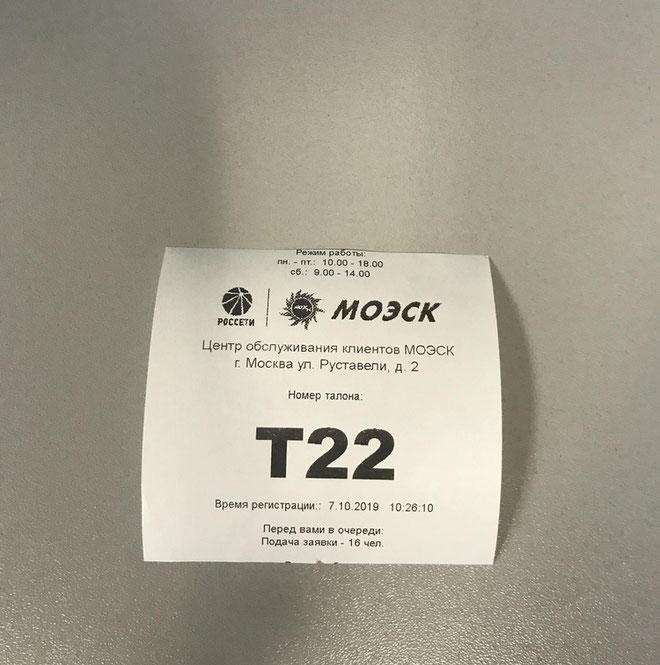 Режим работы:
пн. - пт.: 10.00 - 18.00
сб.: 9.00 - 14.00
РОССЕТИ
МОЭСК
МОЭСК
Центр обслуживания клиентов МОЭСК
г. Москва ул. Руставели, д. 2
Номер талона:
Т22
Время регистрации:: 7.10.2019 10:26:10
Перед вами в очереди:
Подача заявки - 16 чел.